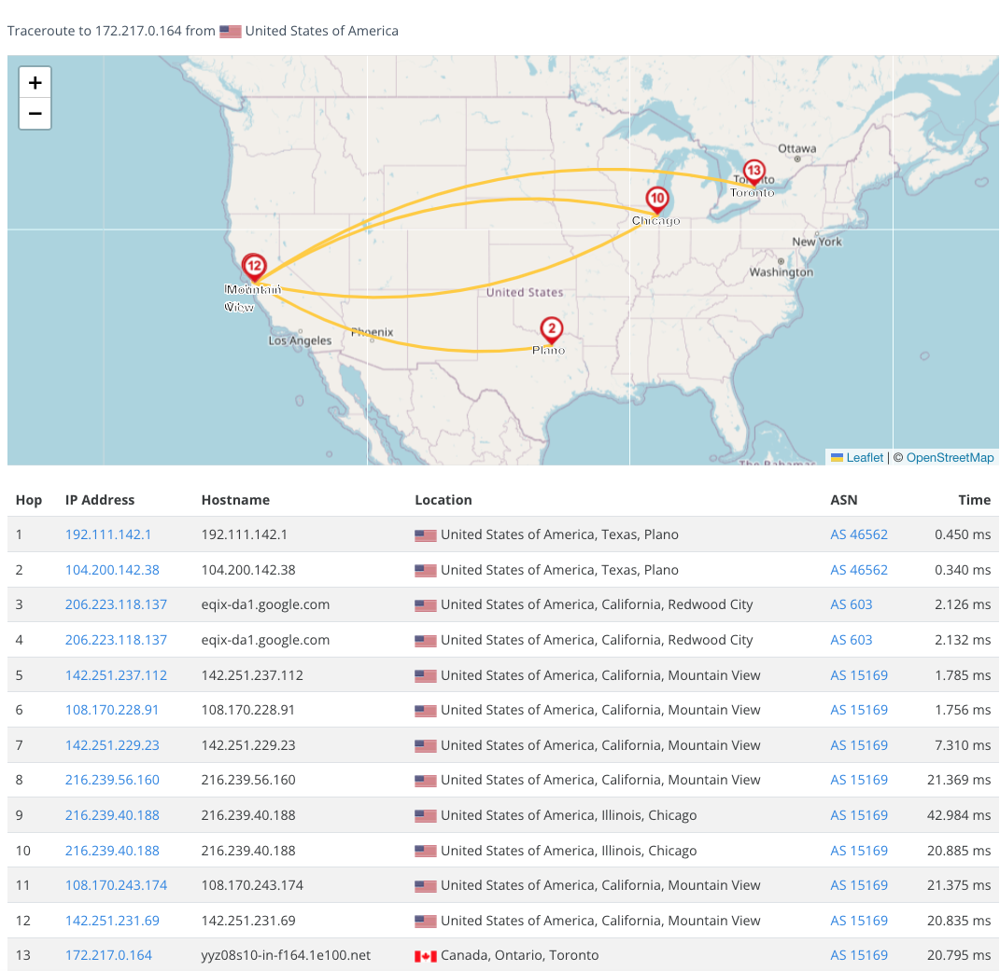 Traceroute to 172.217.0.164 from United States of America
+
−
Ottawa
13
Toronto
Toronto
10
Chicago
New York
12
Washington
Mountain
View
United States
2
Phoenix
Los Angeles
Plano
The Bahamas
Leaflet | © OpenStreetMap
Hop IP Address Hostname Location ASN Time
1 192.111.142.1 192.111.142.1 United States of America, Texas, Plano AS 46562 0.450 ms
2 104.200.142.38 104.200.142.38 United States of America, Texas, Plano AS 46562 0.340 ms
3 206.223.118.137 eqix-da1.google.com United States of America, California, Redwood City AS 603 2.126 ms
4 206.223.118.137 eqix-da1.google.com United States of America, California, Redwood City AS 603 2.132 ms
5 142.251.237.112 142.251.237.112 United States of America, California, Mountain View AS 15169 1.785 ms
6 108.170.228.91 108.170.228.91 United States of America, California, Mountain View AS 15169 1.756 ms
7 142.251.229.23 142.251.229.23 United States of America, California, Mountain View AS 15169 7.310 ms
8 216.239.56.160 216.239.56.160 United States of America, California, Mountain View AS 15169 21.369 ms
9 216.239.40.188 216.239.40.188 United States of America, Illinois, Chicago AS 15169 42.984 ms
10 216.239.40.188 216.239.40.188 United States of America, Illinois, Chicago AS 15169 20.885 ms
11 108.170.243.174 108.170.243.174 United States of America, California, Mountain View AS 15169 21.375 ms
12 142.251.231.69 142.251.231.69 United States of America, California, Mountain View AS 15169 20.835 ms
13 172.217.0.164 yyz08s10-in-f164.1e100.net Canada, Ontario, Toronto AS 15169 20.795 ms